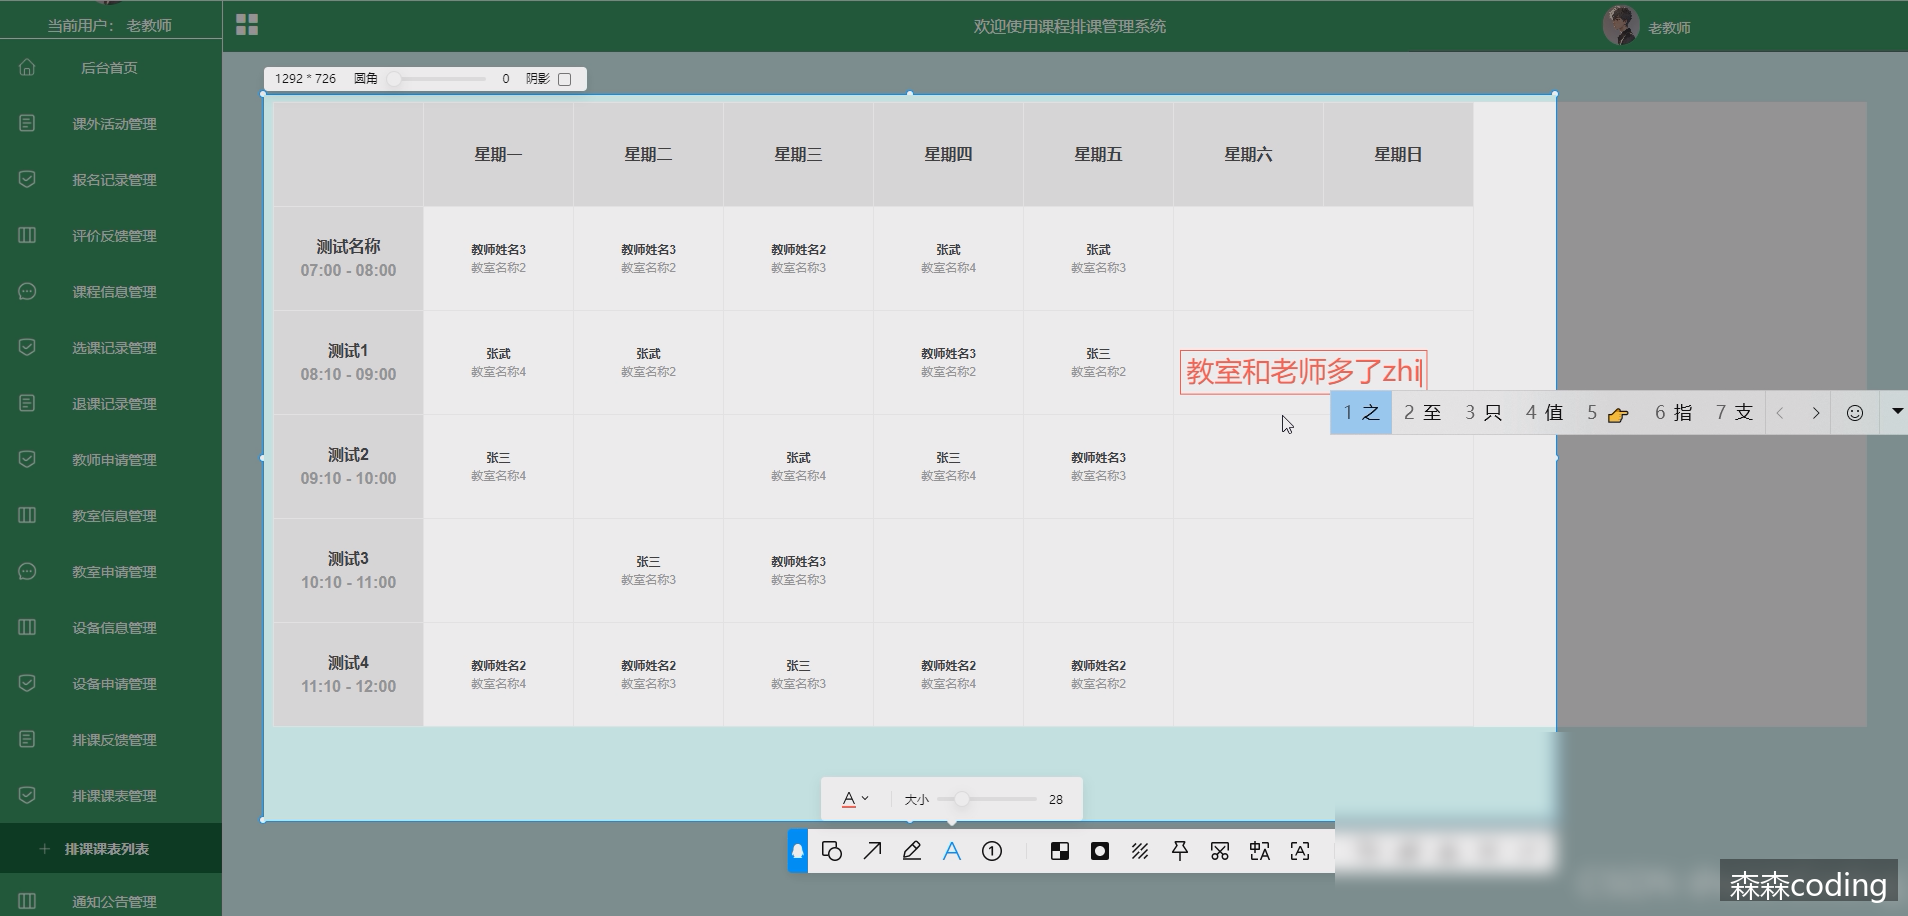 当前用户： 老教师
欢迎使用课程排课管理系统
老教师
后台首页
课外活动管理
报名记录管理
评价反馈管理
课程信息管理
选课记录管理
退课记录管理
教师申请管理
教室信息管理
教室申请管理
设备信息管理
设备申请管理
排课反馈管理
排课课表管理
+ 排课课表列表
通知公告管理
1292 * 726 圆角 0 阴影
星期一 星期二 星期三 星期四 星期五 星期六 星期日
测试名称
07:00 - 08:00
教师姓名3 教师姓名3 教师姓名2 张武 张武
教室名称2 教室名称2 教室名称3 教室名称4 教室名称3
测试1
08:10 - 09:00
张武 张武 教师姓名3 张三
教室名称4 教室名称2 教室名称2 教室名称2
教室和老师多了zhi
1 之 2 至 3 只 4 值 5 👉 6 指 7 支
测试2
09:10 - 10:00
张三 张武 张三 教师姓名3
教室名称4 教室名称4 教室名称4 教室名称3
测试3
10:10 - 11:00
张三 教师姓名3
教室名称3 教室名称3
测试4
11:10 - 12:00
教师姓名2 教师姓名2 张三 教师姓名2 教师姓名2
教室名称4 教室名称3 教室名称3 教室名称4 教室名称2
A 大小 28
森森coding